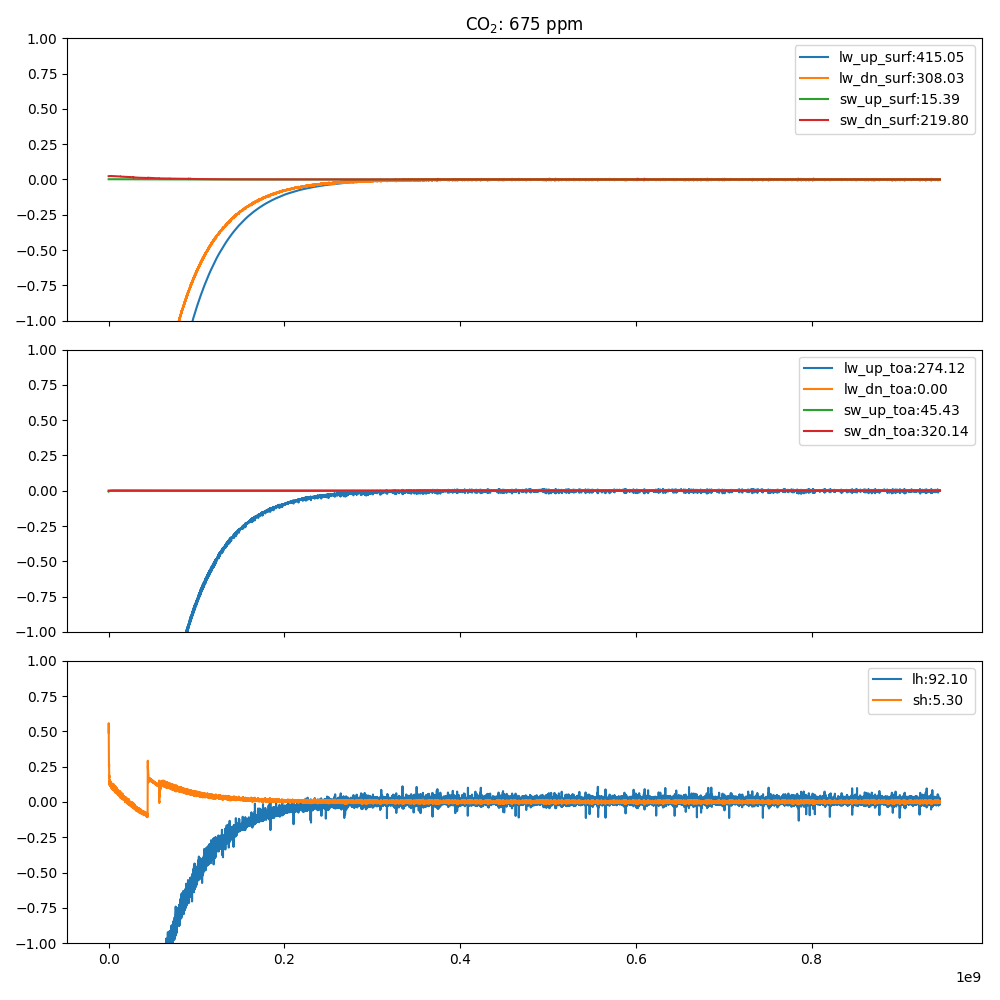 CO₂: 675 ppm
1.00
0.75
0.50
0.25
0.00
−0.25
−0.50
−0.75
−1.00
lw_up_surf:415.05
lw_dn_surf:308.03
sw_up_surf:15.39
sw_dn_surf:219.80
1.00
0.75
0.50
0.25
0.00
−0.25
−0.50
−0.75
−1.00
lw_up_toa:274.12
lw_dn_toa:0.00
sw_up_toa:45.43
sw_dn_toa:320.14
1.00
0.75
0.50
0.25
0.00
−0.25
−0.50
−0.75
−1.00
lh:92.10
sh:5.30
0.0 0.2 0.4 0.6 0.8
1e9